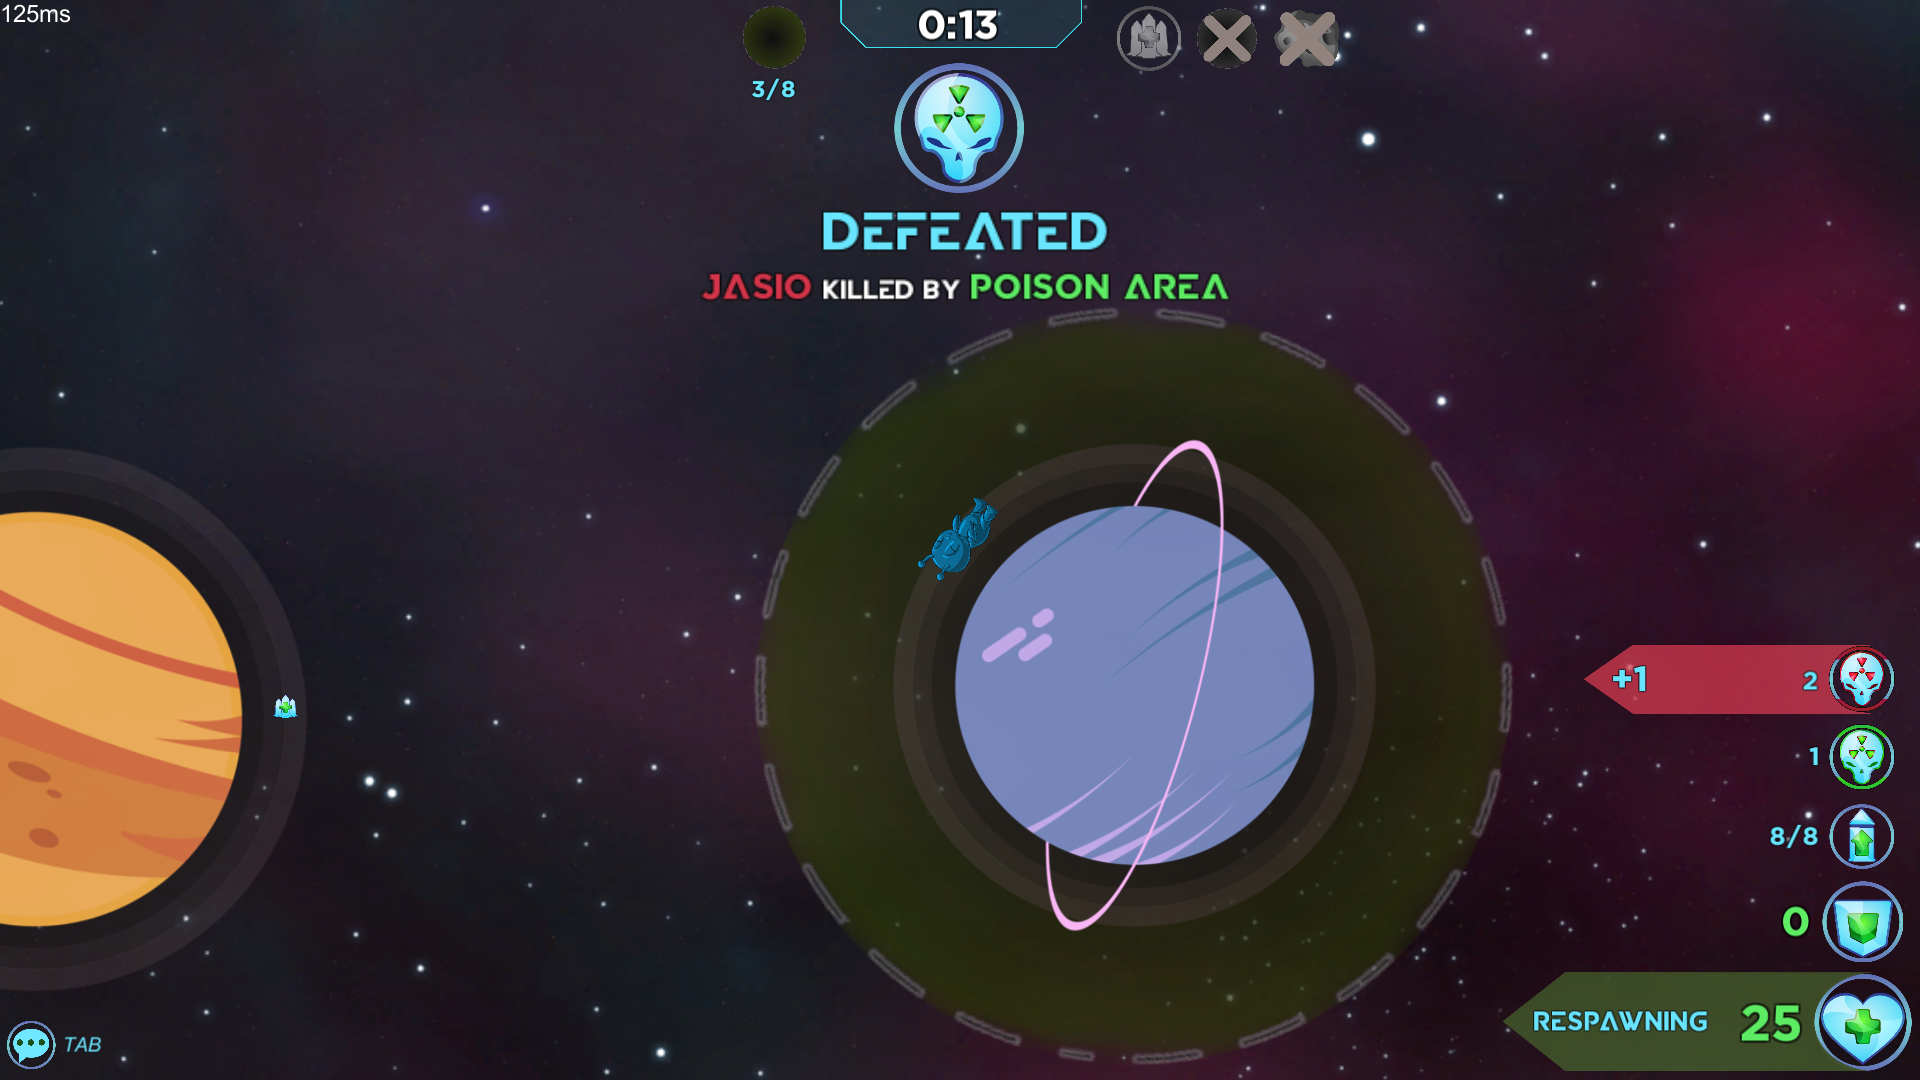 125ms
0:13
3/8
DEFEATED
JASIO KILLED BY POISON AREA
+1 2
1
8/8
0
RESPAWNING 25
TAB